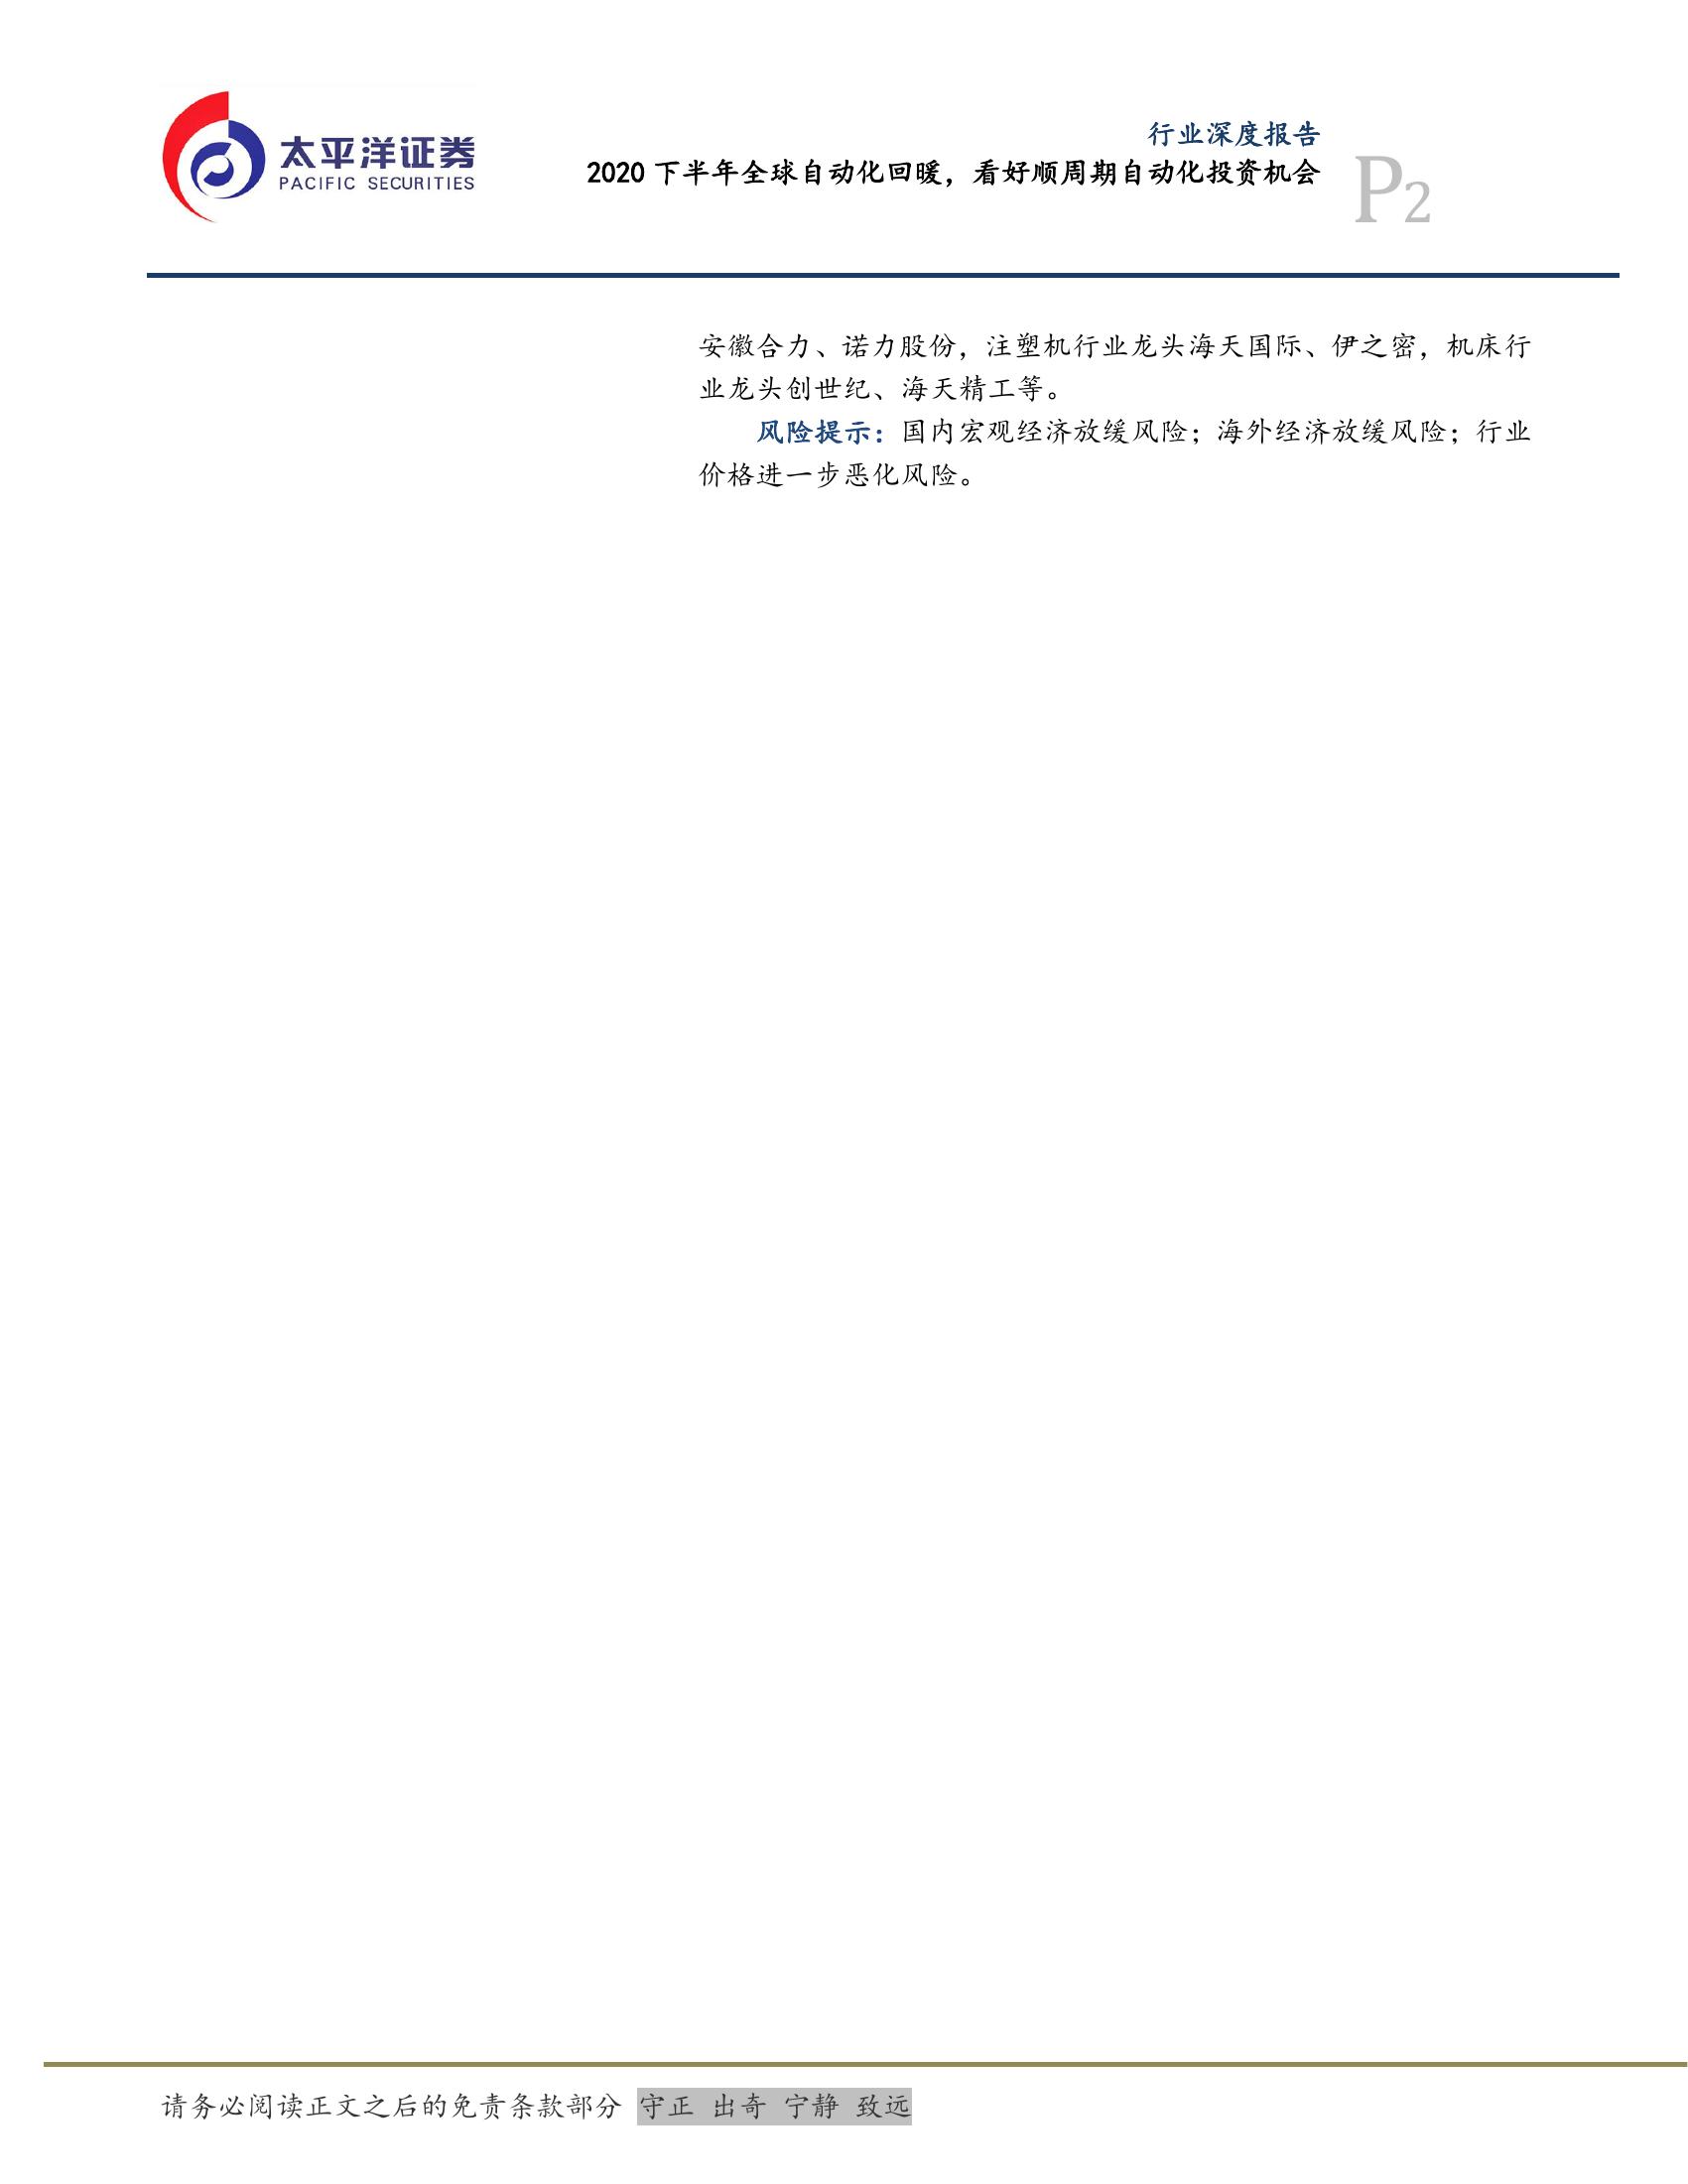 太平洋证券
PACIFIC SECURITIES
行业深度报告
2020 下半年全球自动化回暖，看好顺周期自动化投资机会
P2
安徽合力、诺力股份，注塑机行业龙头海天国际、伊之密，机床行
业龙头创世纪、海天精工等。
风险提示：国内宏观经济放缓风险；海外经济放缓风险；行业
价格进一步恶化风险。
请务必阅读正文之后的免责条款部分 守正 出奇 宁静 致远